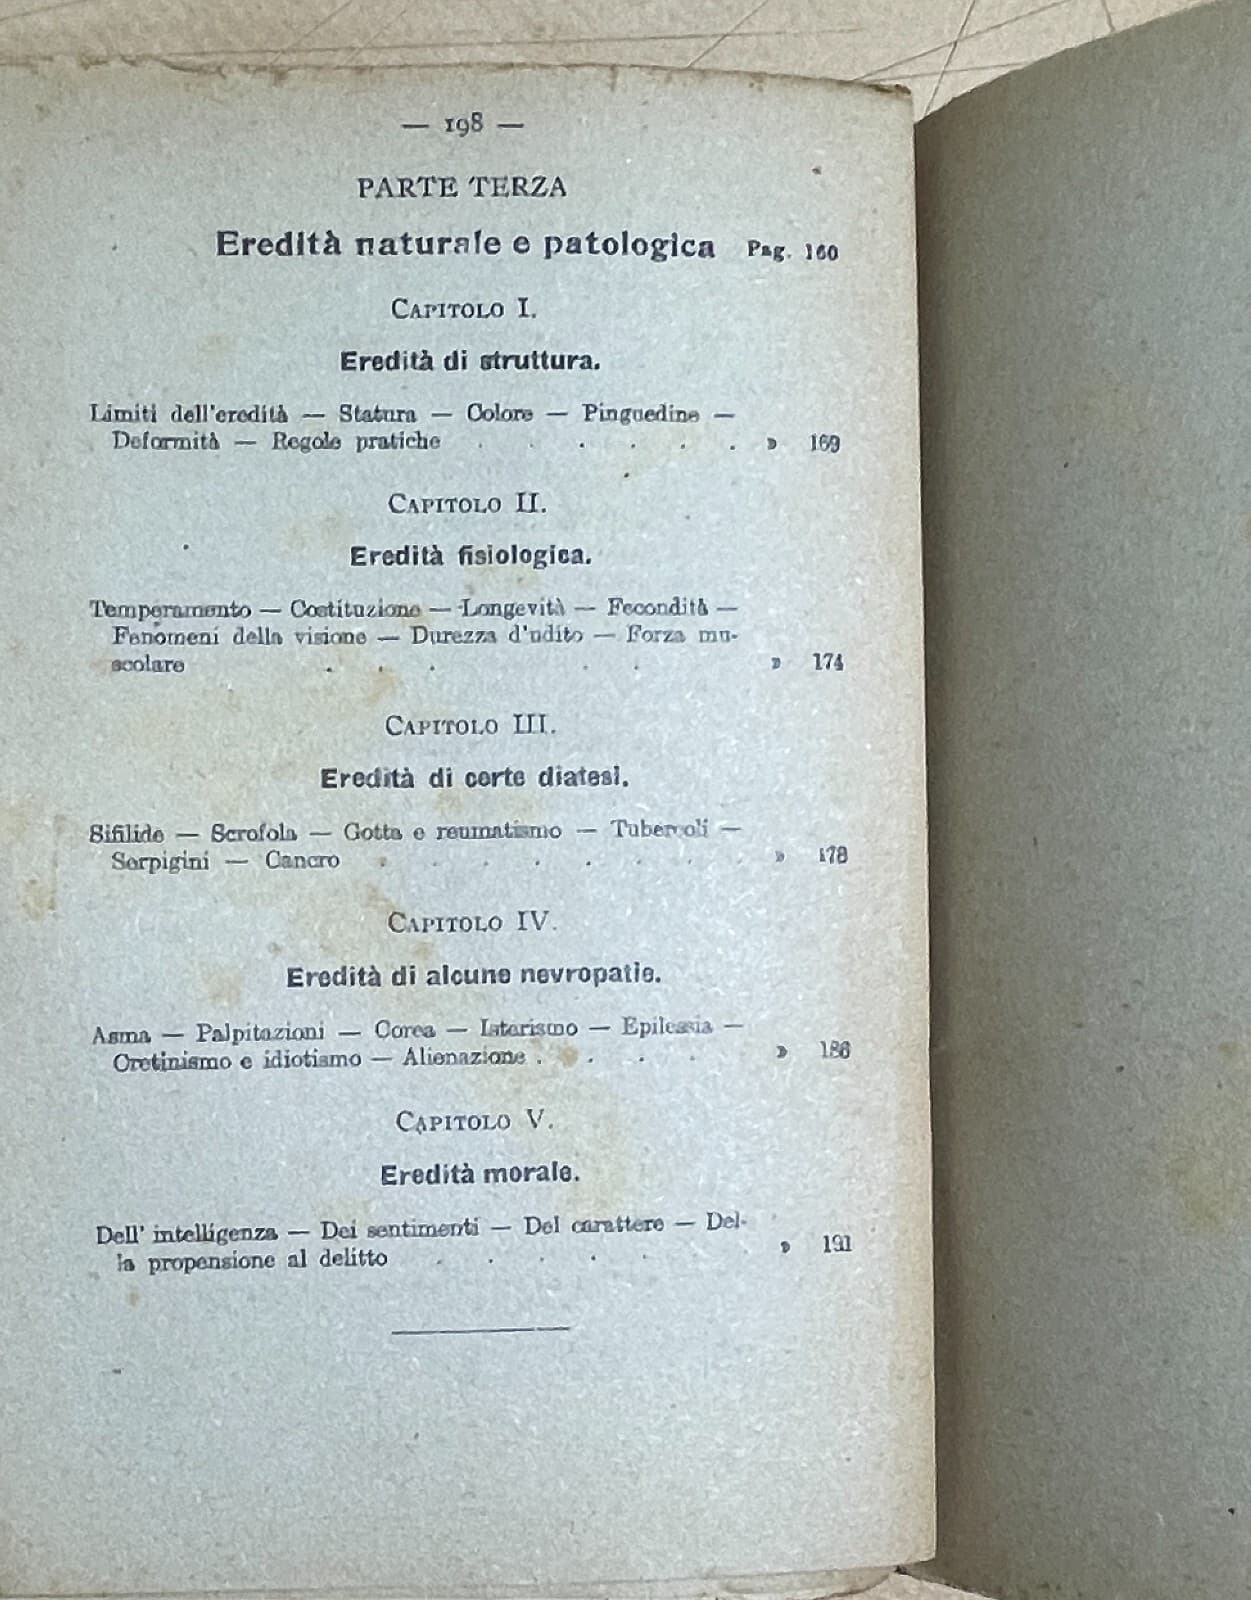 — 198 —
PARTE TERZA
Eredità naturale e patologica Pag. 160
CAPITOLO I.
Eredità di struttura.
Limiti dell'eredità — Statura — Colore — Pinguedine —
Deformità — Regole pratiche . . . . . . » 169
CAPITOLO II.
Eredità fisiologica.
Temperamento — Costituzione — Longevità — Fecondità —
Fenomeni della visione — Durezza d'udito — Forza mu-
scolare . . . . . » 174
CAPITOLO III.
Eredità di certe diatesi.
Sifilide — Scrofola — Gotta e reumatismo — Tubercoli —
Serpigini — Cancro . . . . . . . » 178
CAPITOLO IV.
Eredità di alcune nevropatie.
Asma — Palpitazioni — Corea — Isterismo — Epilessia —
Cretinismo e idiotismo — Alienazione . . . . » 186
CAPITOLO V.
Eredità morale.
Dell' intelligenza — Dei sentimenti — Del carattere — Del-
la propensione al delitto . . . . . » 191